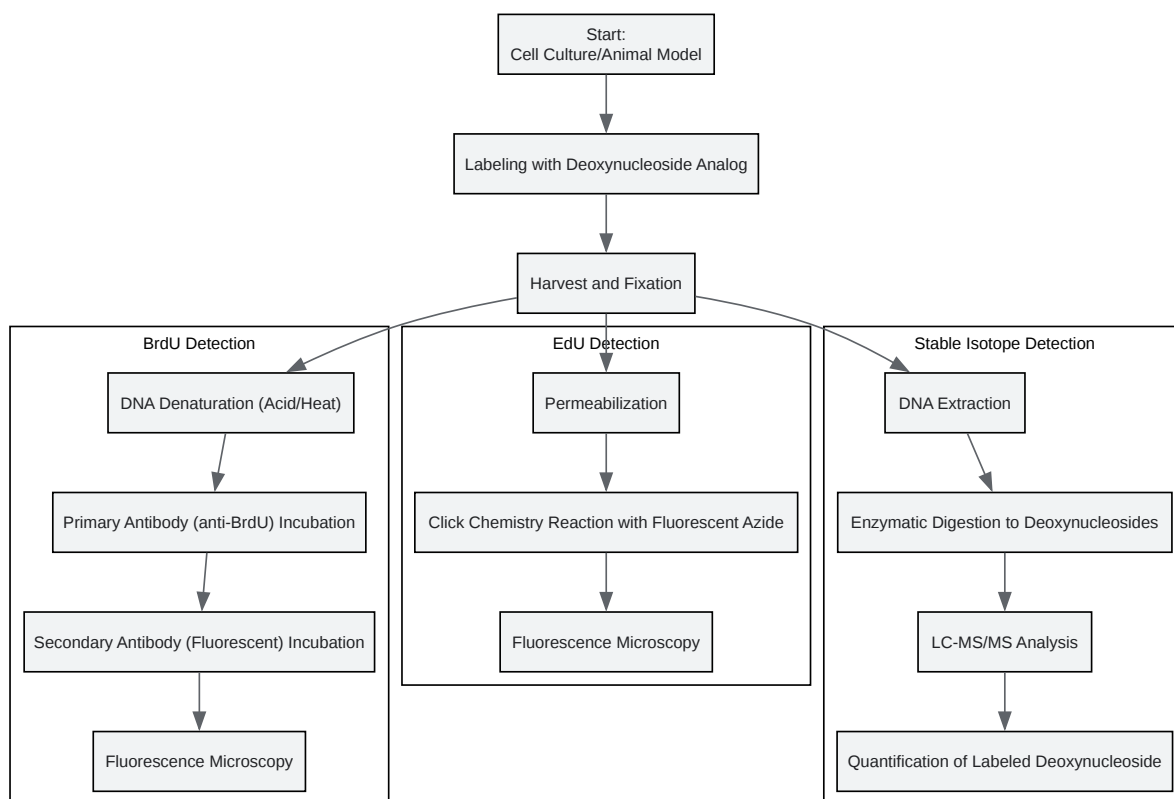 Start:
Cell Culture/Animal Model
Labeling with Deoxynucleoside Analog
Harvest and Fixation
BrdU Detection
DNA Denaturation (Acid/Heat)
Primary Antibody (anti-BrdU) Incubation
Secondary Antibody (Fluorescent) Incubation
Fluorescence Microscopy
EdU Detection
Permeabilization
Click Chemistry Reaction with Fluorescent Azide
Fluorescence Microscopy
Stable Isotope Detection
DNA Extraction
Enzymatic Digestion to Deoxynucleosides
LC-MS/MS Analysis
Quantification of Labeled Deoxynucleoside